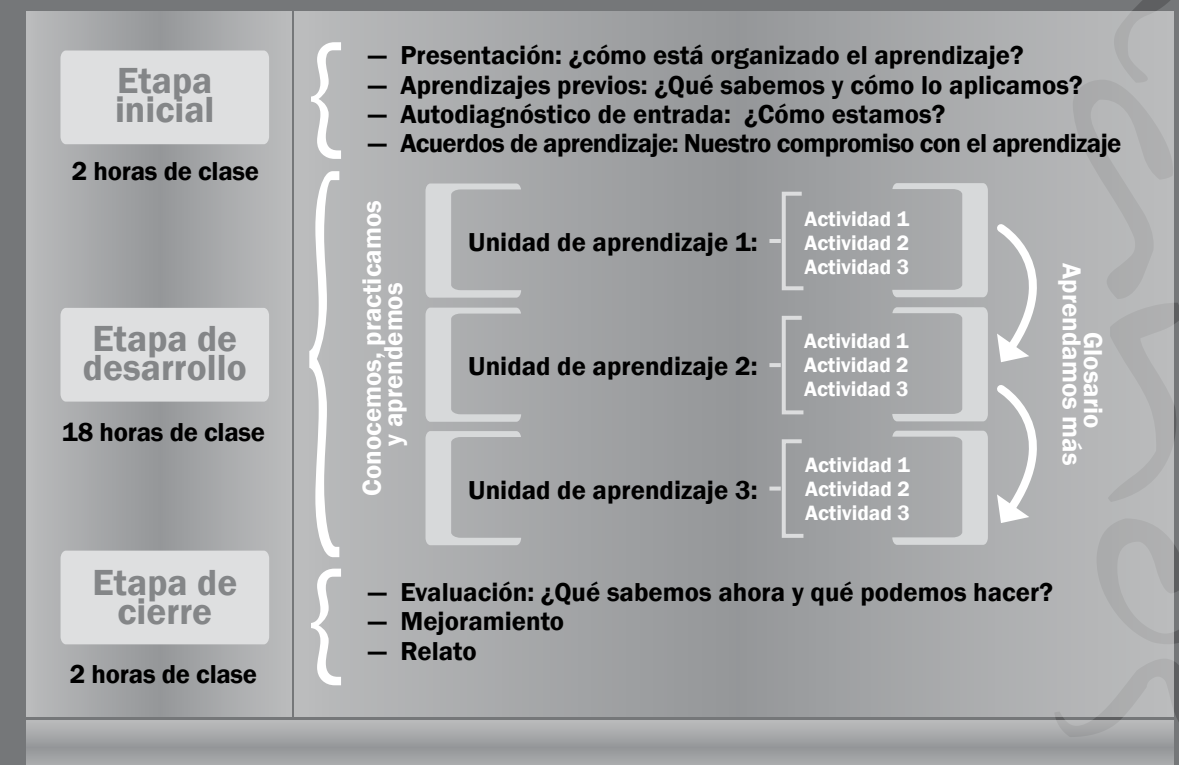 Etapa
inicial
2 horas de clase
— Presentación: ¿cómo está organizado el aprendizaje?
— Aprendizajes previos: ¿Qué sabemos y cómo lo aplicamos?
— Autodiagnóstico de entrada: ¿Cómo estamos?
— Acuerdos de aprendizaje: Nuestro compromiso con el aprendizaje
Etapa de
desarrollo
18 horas de clase
Conocemos, practicamos
y aprendemos
Unidad de aprendizaje 1:
Actividad 1
Actividad 2
Actividad 3
Unidad de aprendizaje 2:
Actividad 1
Actividad 2
Actividad 3
Unidad de aprendizaje 3:
Actividad 1
Actividad 2
Actividad 3
Glosario
Aprendamos más
Etapa de
cierre
2 horas de clase
— Evaluación: ¿Qué sabemos ahora y qué podemos hacer?
— Mejoramiento
— Relato